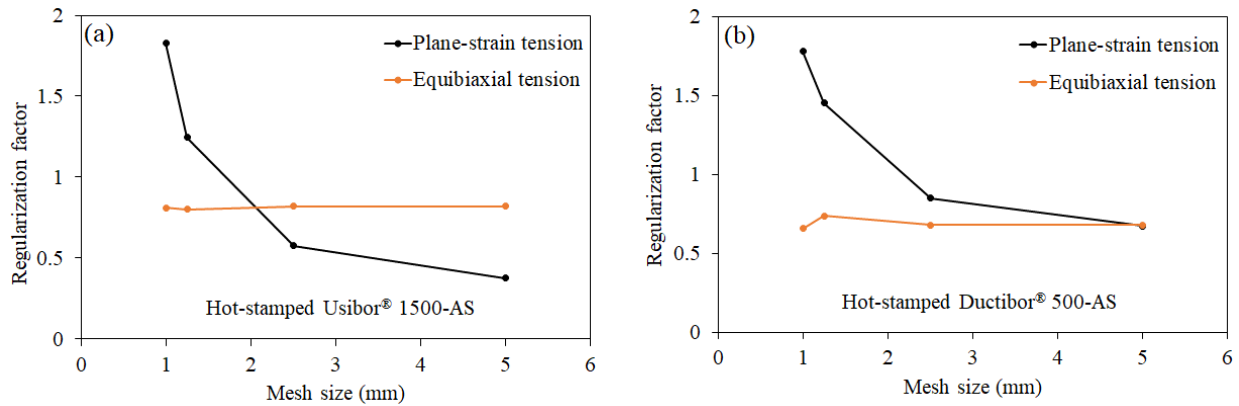 (a)
Plane-strain tension
Equibiaxial tension
Regularization factor
2
1.5
1
0.5
0
0 1 2 3 4 5 6
Mesh size (mm)
Hot-stamped Usibor® 1500-AS
(b)
Plane-strain tension
Equibiaxial tension
Regularization factor
2
1.5
1
0.5
0
0 1 2 3 4 5 6
Mesh size (mm)
Hot-stamped Ductibor® 500-AS